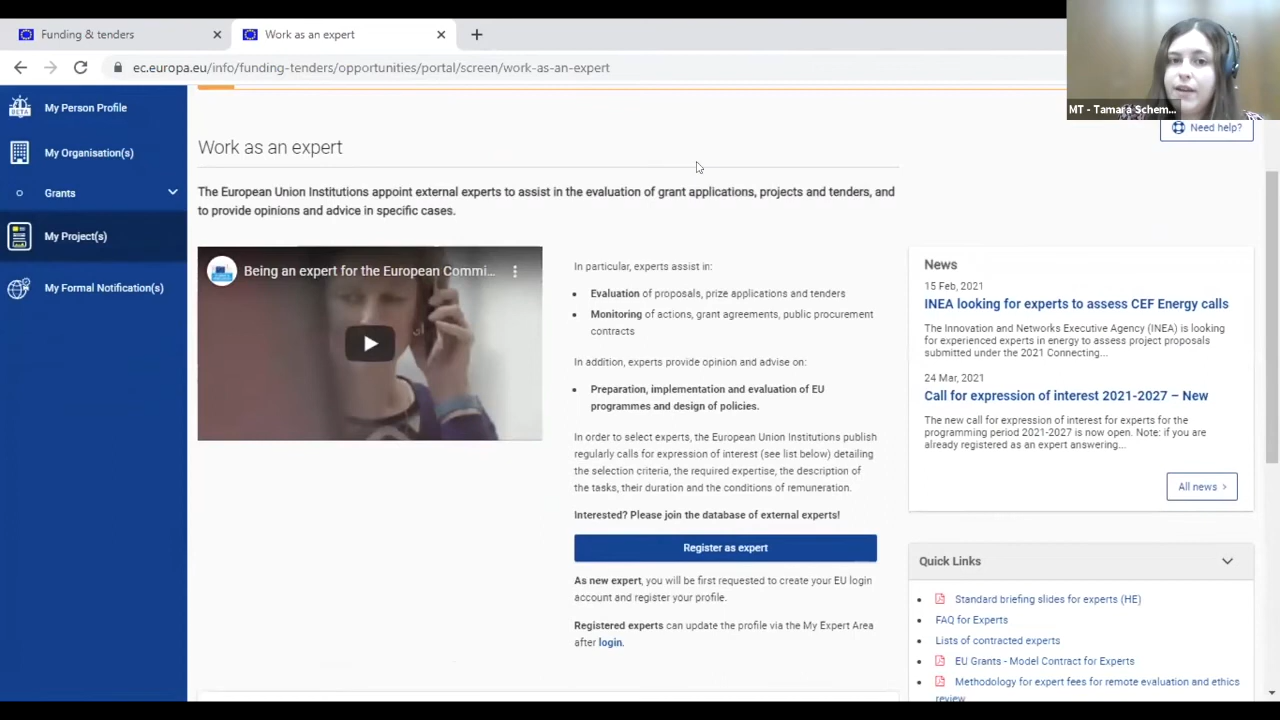 Funding & tenders
Work as an expert
ec.europa.eu/info/funding-tenders/opportunities/portal/screen/work-as-an-expert
MT - Tamara Schem...
Need help?
BETA
My Person Profile
My Organisation(s)
Grants
My Project(s)
My Formal Notification(s)
Work as an expert
The European Union Institutions appoint external experts to assist in the evaluation of grant applications, projects and tenders, and
to provide opinions and advice in specific cases.
Being an expert for the European Commi...
In particular, experts assist in:
Evaluation of proposals, prize applications and tenders
Monitoring of actions, grant agreements, public procurement
contracts
In addition, experts provide opinion and advise on:
Preparation, implementation and evaluation of EU
programmes and design of policies.
In order to select experts, the European Union Institutions publish
regularly calls for expression of interest (see list below) detailing
the selection criteria, the required expertise, the description of
the tasks, their duration and the conditions of remuneration.
Interested? Please join the database of external experts!
Register as expert
As new expert, you will be first requested to create your EU login
account and register your profile.
Registered experts can update the profile via the My Expert Area
after login.
News
15 Feb, 2021
INEA looking for experts to assess CEF Energy calls
The Innovation and Networks Executive Agency (INEA) is looking
for experienced experts in energy to assess project proposals
submitted under the 2021 Connecting...
24 Mar, 2021
Call for expression of interest 2021-2027 – New
The new call for expression of interest for experts for the
programming period 2021-2027 is now open. Note: if you are
already registered as an expert answering...
All news
Quick Links
Standard briefing slides for experts (HE)
FAQ for Experts
Lists of contracted experts
EU Grants - Model Contract for Experts
Methodology for expert fees for remote evaluation and ethics
review